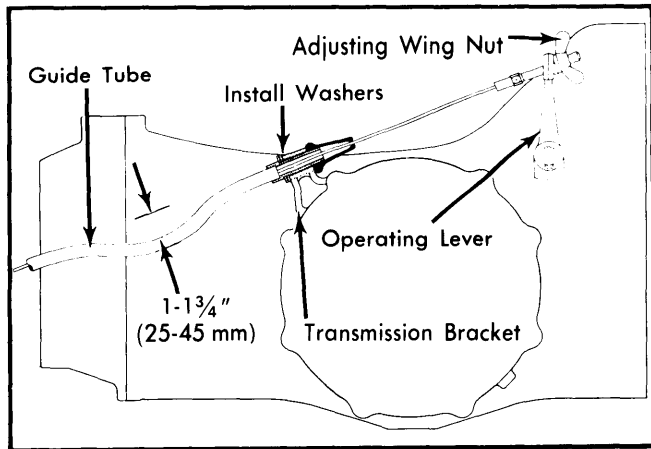 Adjusting Wing Nut
Guide Tube
Install Washers
Operating Lever
1-1¾"
(25-45 mm)
Transmission Bracket